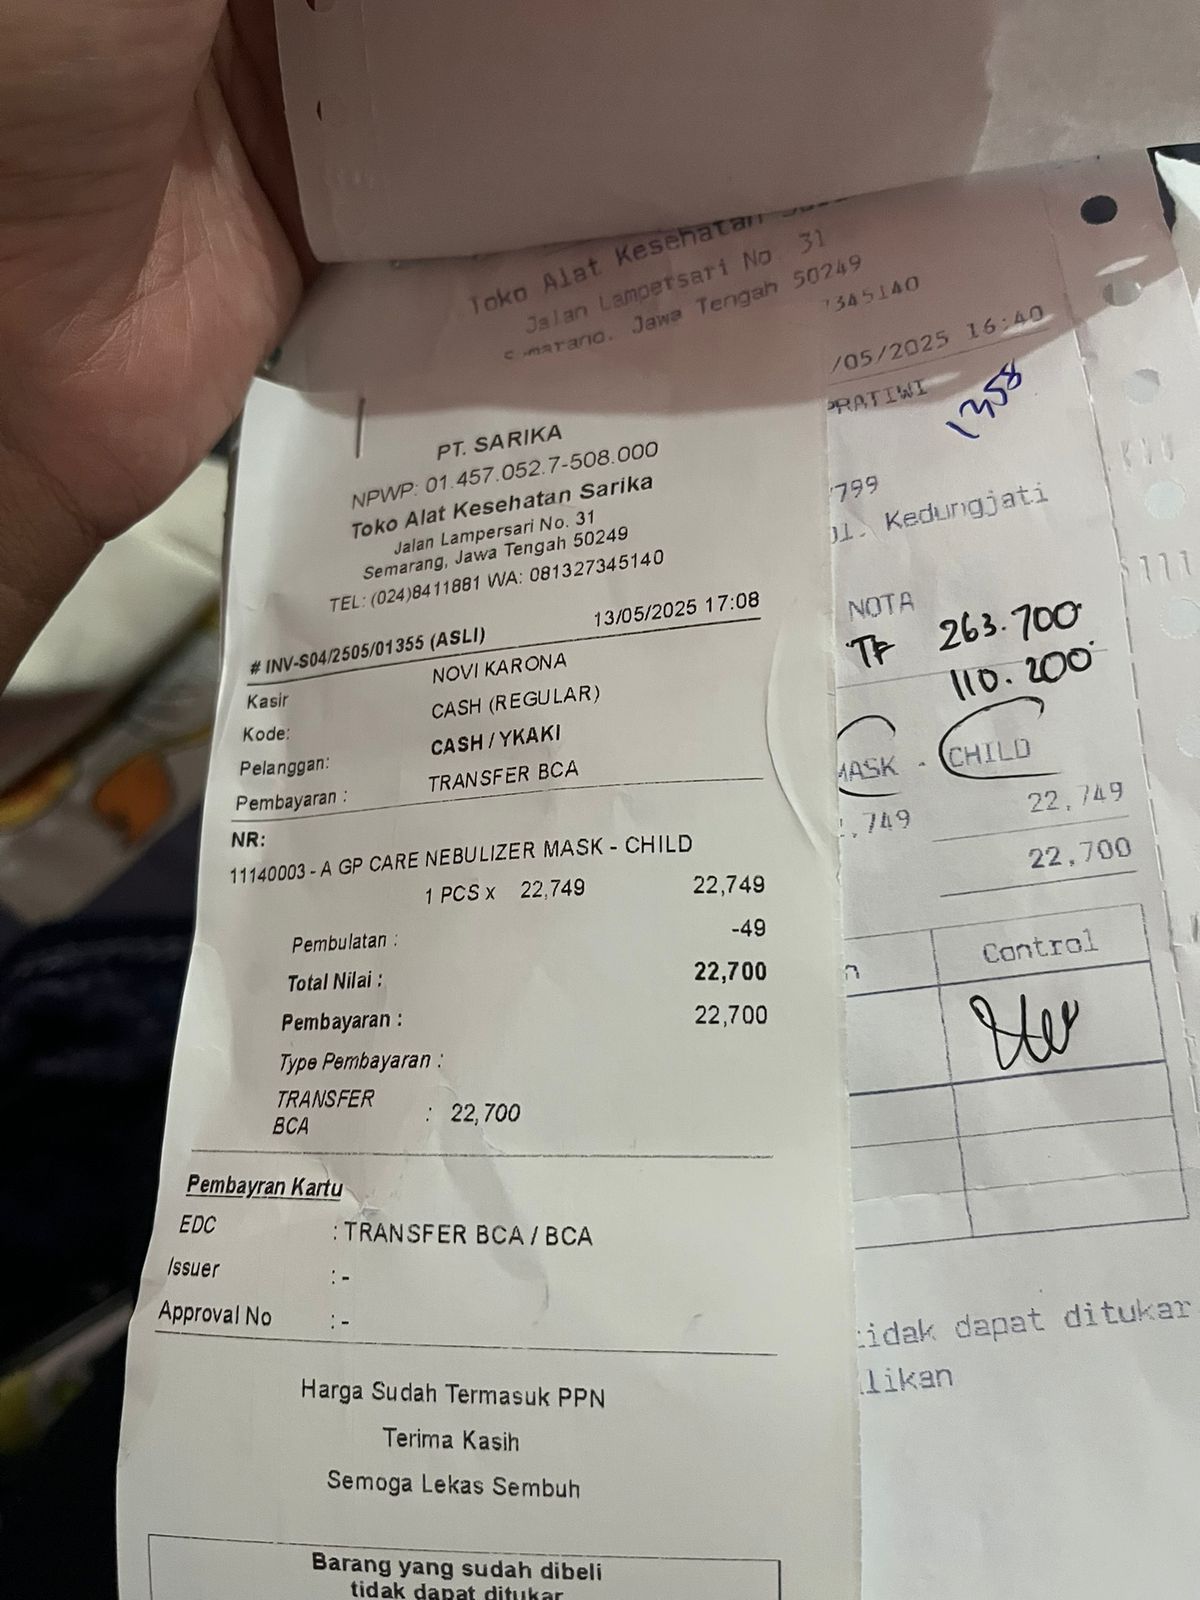 Toko Alat Kesehatan
Jalan Lampersari No 31
Jawa Tengah 50249
345140
/05/2025 16:40
PRATIWI
1358
799
Kedungjati
NOTA
TF 263.700
110.200
MASK - CHILD
,749 22,749
22,700
Control
tidak dapat ditukar
PT. SARIKA
NPWP: 01.457.052.7-508.000
Toko Alat Kesehatan Sarika
Jalan Lampersari No. 31
Semarang, Jawa Tengah 50249
TEL: (024)8411881 WA: 081327345140
# INV-S04/2505/01355 (ASLI) 13/05/2025 17:08
Kasir NOVI KARONA
Kode: CASH (REGULAR)
Pelanggan: CASH / YKAKI
Pembayaran : TRANSFER BCA
NR:
11140003 - A GP CARE NEBULIZER MASK - CHILD
1 PCS x 22,749 22,749
Pembulatan : -49
Total Nilai : 22,700
Pembayaran : 22,700
Type Pembayaran :
TRANSFER
BCA : 22,700
Pembayran Kartu
EDC : TRANSFER BCA / BCA
Issuer : -
Approval No : -
Harga Sudah Termasuk PPN
Terima Kasih
Semoga Lekas Sembuh
Barang yang sudah dibeli
tidak dapat ditukar